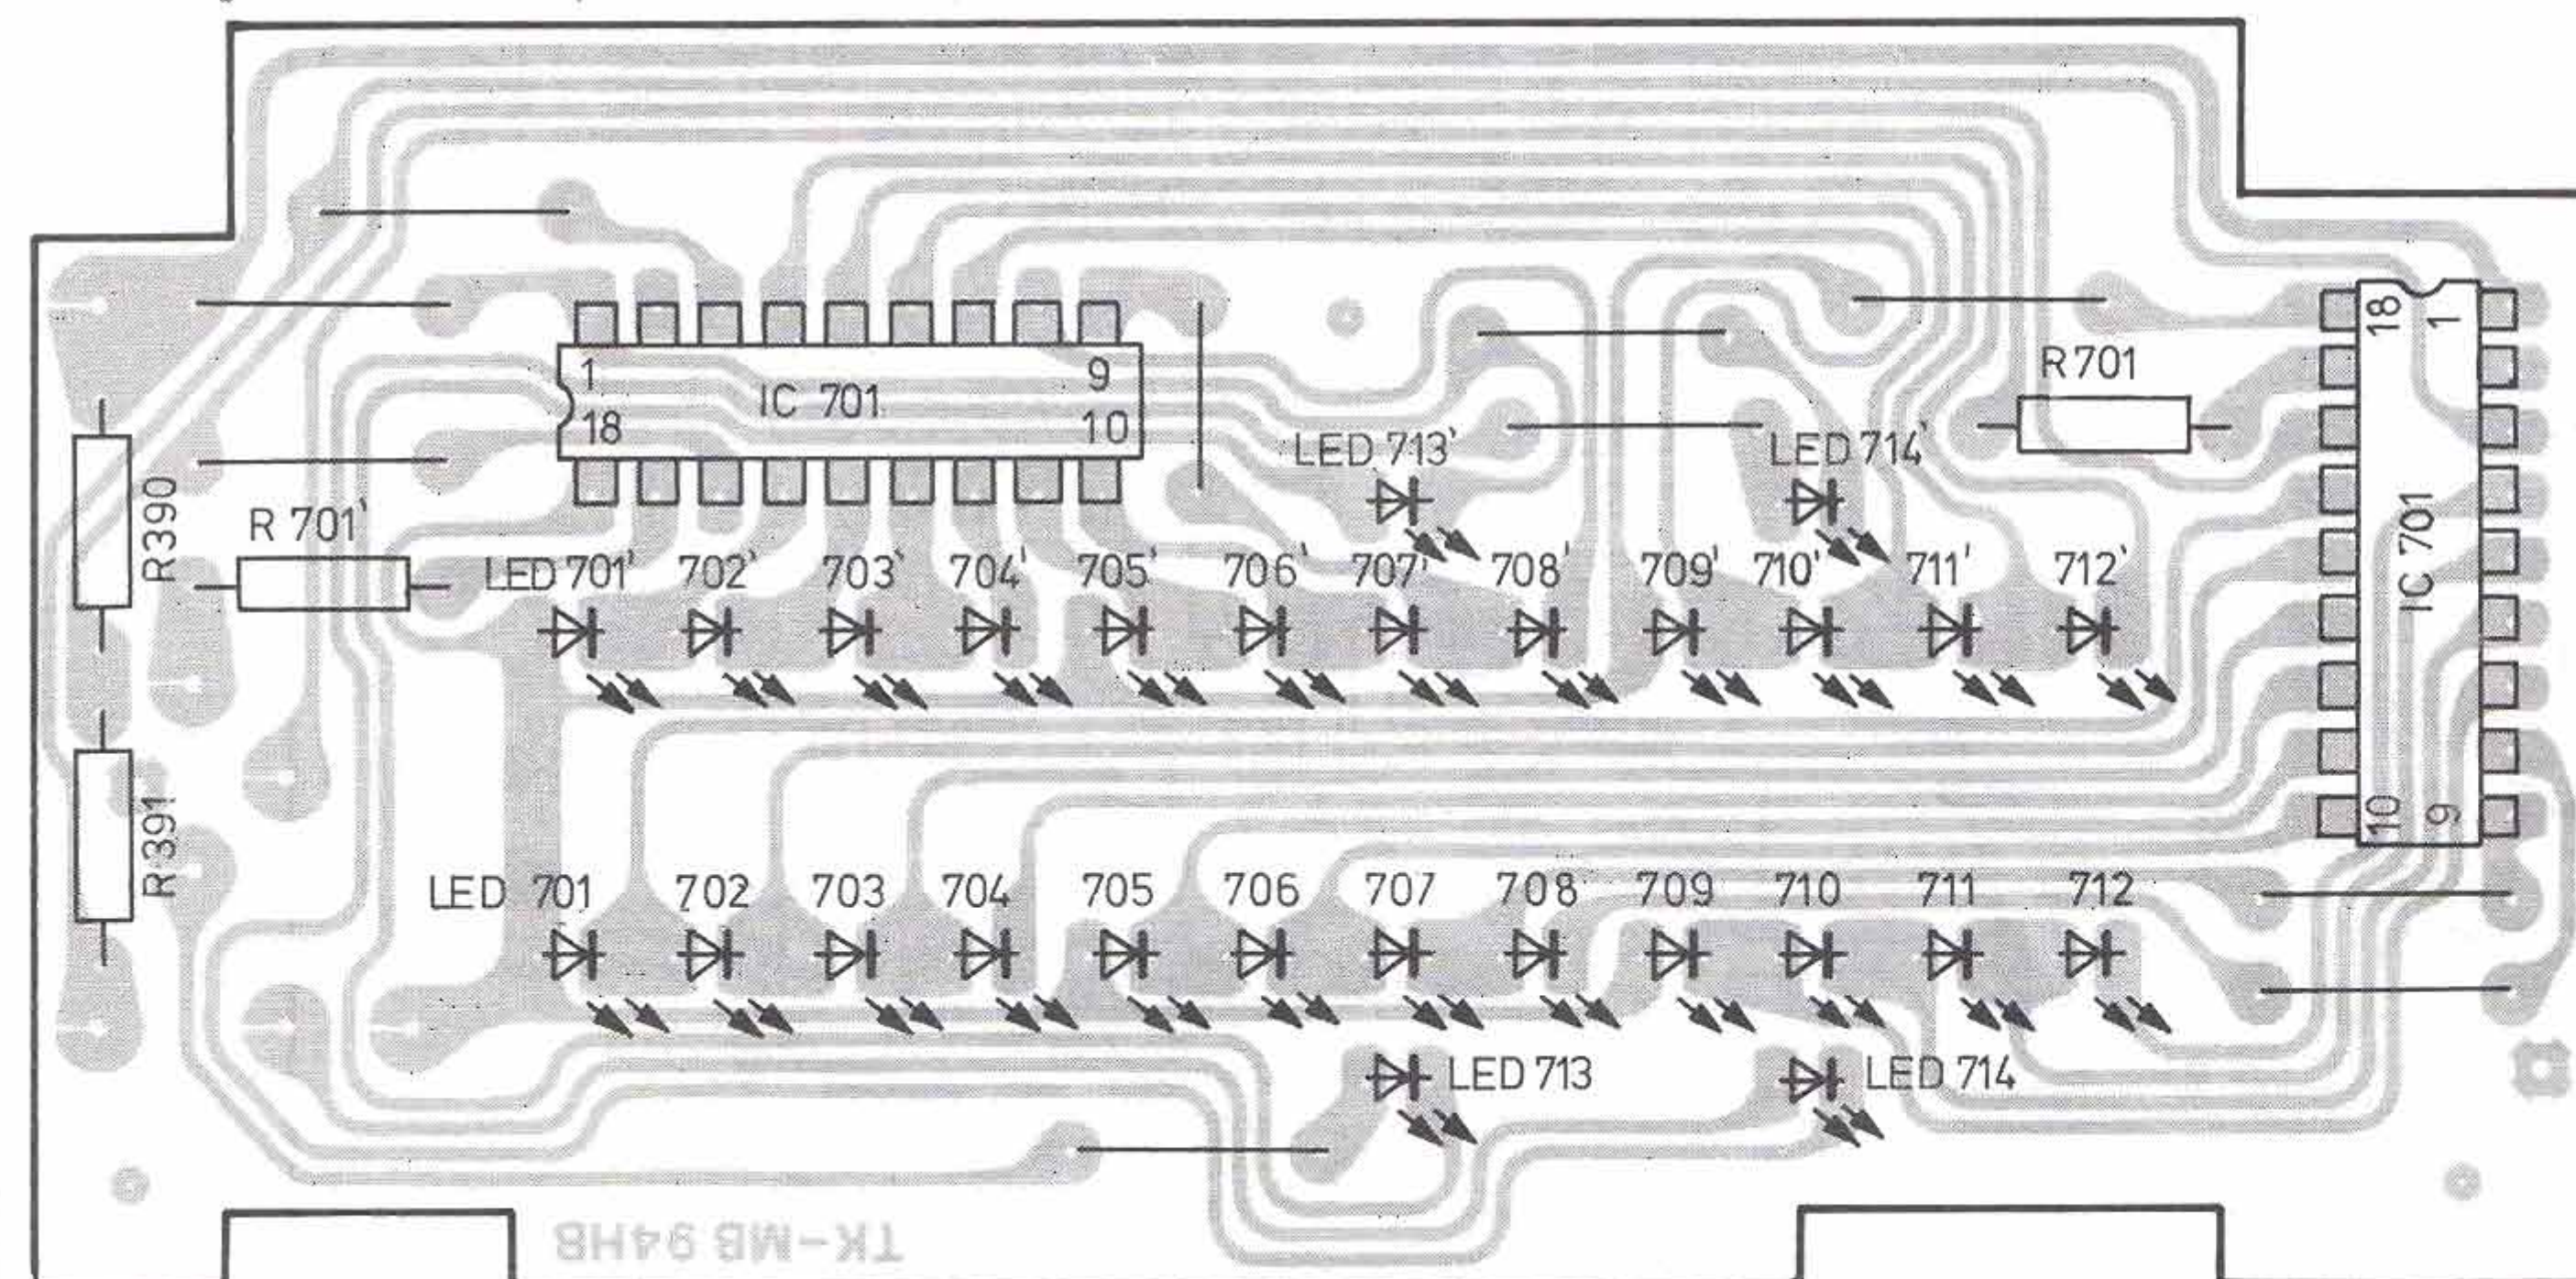 1 9
IC 701
18 10
18 1
R701
LED 713' LED 714'
R390
R 701'
IC 701
LED 701' 702' 703' 704' 705' 706' 707' 708' 709' 710' 711' 712'
10 9
R391
LED 701 702 703 704 705 706 707 708 709 710 711 712
LED 713 LED 714
TK-MB 94HB